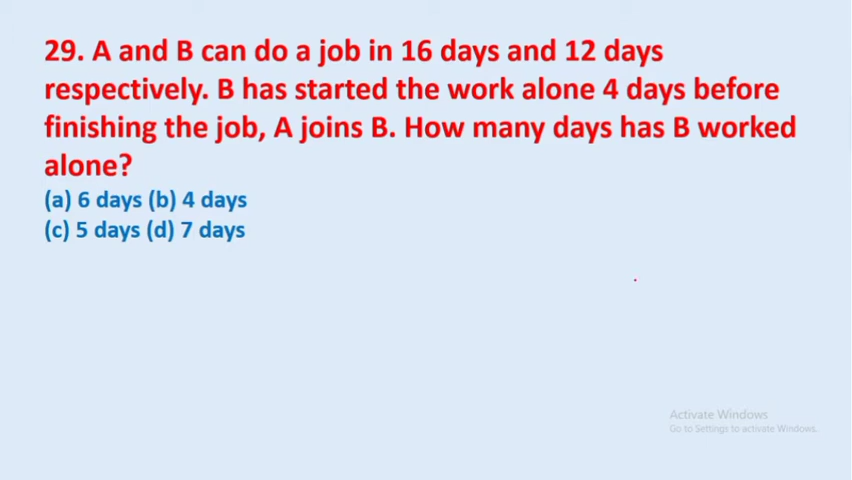 29. A and B can do a job in 16 days and 12 days
respectively. B has started the work alone 4 days before
finishing the job, A joins B. How many days has B worked
alone?
(a) 6 days (b) 4 days
(c) 5 days (d) 7 days
Activate Windows
Go to Settings to activate Windows.